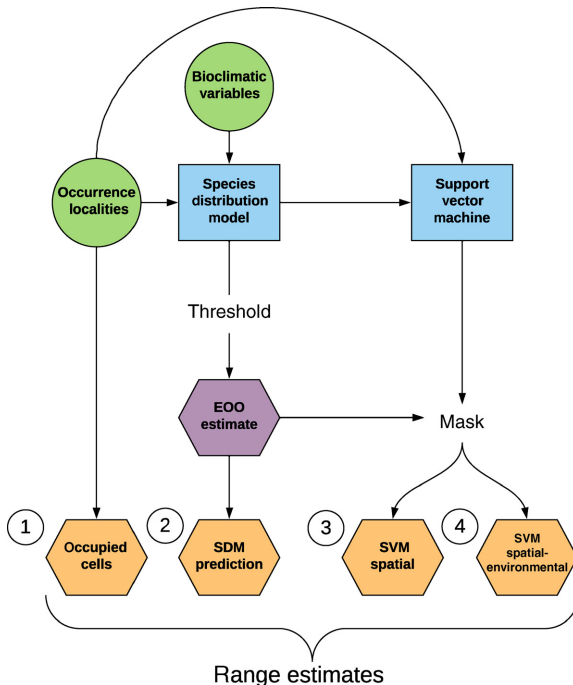 Bioclimatic
variables
Occurrence
localities
Species
distribution
model
Support
vector
machine
Threshold
EOO
estimate
Mask
1
Occupied
cells
2
SDM
prediction
3
SVM
spatial
4
SVM
spatial-
environmental
Range estimates